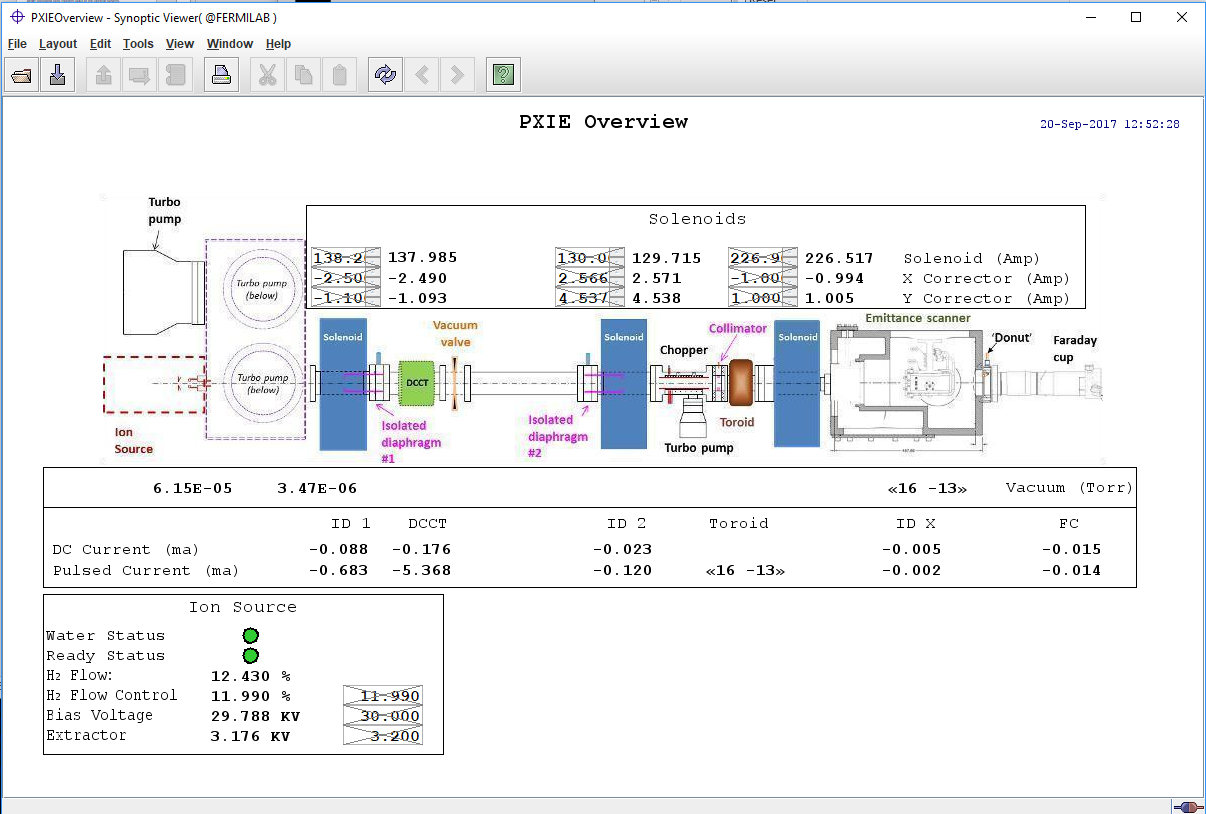 PXIEOverview - Synoptic Viewer( @FERMILAB )
File Layout Edit Tools View Window Help
PXIE Overview
20-Sep-2017 12:52:28
Turbo
pump
Solenoids
137.985 129.715 226.9 226.517 Solenoid (Amp)
-2.50 -2.490 2.566 2.571 -1.00 -0.994 X Corrector (Amp)
-1.10 -1.093 4.537 4.538 1.000 1.005 Y Corrector (Amp)
138.2 130.0
Turbo pump
(below)
Turbo pump
(below)
Solenoid
Vacuum
valve
DCCT
Isolated
diaphragm
#1
Isolated
diaphragm
#2
Solenoid
Chopper
Collimator
Toroid
Turbo pump
Solenoid
Emittance scanner
'Donut'
Faraday
cup
Ion
Source
6.15E-05 3.47E-06 «16 -13» Vacuum (Torr)
ID 1 DCCT ID 2 Toroid ID X FC
DC Current (ma) -0.088 -0.176 -0.023 -0.005 -0.015
Pulsed Current (ma) -0.683 -5.368 -0.120 «16 -13» -0.002 -0.014
Ion Source
Water Status
Ready Status
H₂ Flow: 12.430 %
H₂ Flow Control 11.990 % 11.990
Bias Voltage 29.788 KV 30.000
Extractor 3.176 KV 3.200